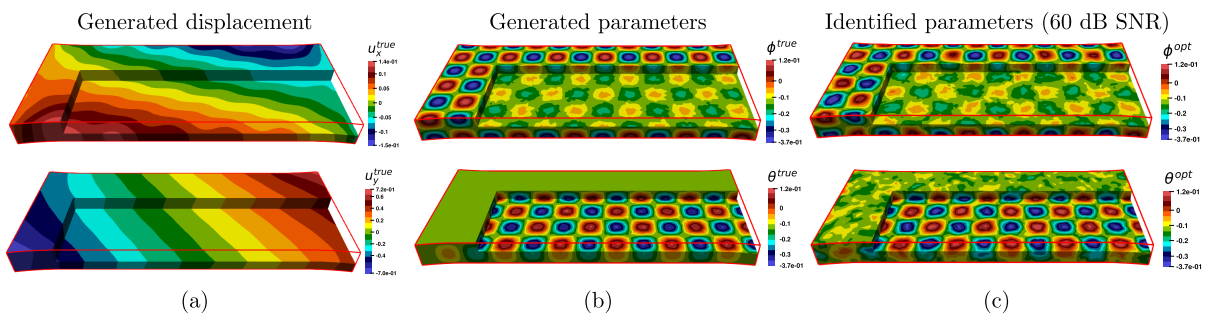 Generated displacement
Generated parameters
Identified parameters (60 dB SNR)
u_x^{true}
1.4e-01
0.1
0.05
0
-0.05
-0.1
-1.5e-01
ϕ^{true}
1.2e-01
0
-0.1
-0.2
-0.3
-3.7e-01
ϕ^{opt}
1.2e-01
0
-0.1
-0.2
-0.3
-3.7e-01
u_y^{true}
7.2e-01
0.6
0.4
0.2
0
-0.2
-0.4
-7.0e-01
θ^{true}
1.2e-01
0
-0.1
-0.2
-0.3
-3.7e-01
θ^{opt}
1.2e-01
0
-0.1
-0.2
-0.3
-3.7e-01
(a)
(b)
(c)